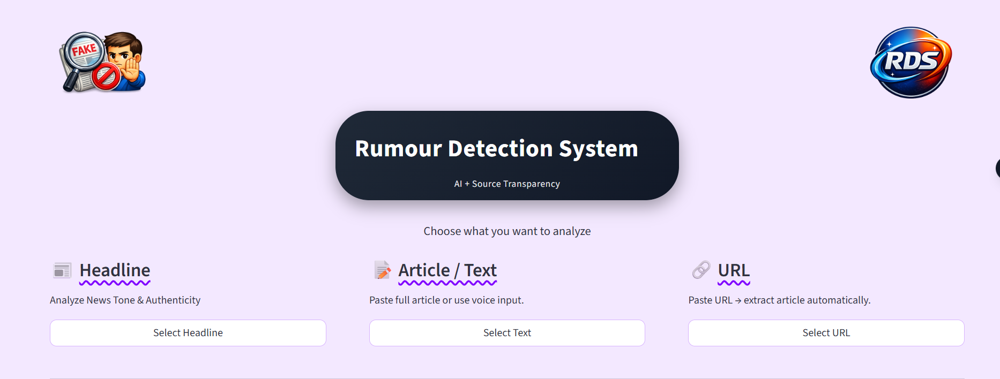 FAKE
RDS
Rumour Detection System
AI + Source Transparency
Choose what you want to analyze
Headline
Analyze News Tone & Authenticity
Select Headline
Article / Text
Paste full article or use voice input.
Select Text
URL
Paste URL → extract article automatically.
Select URL